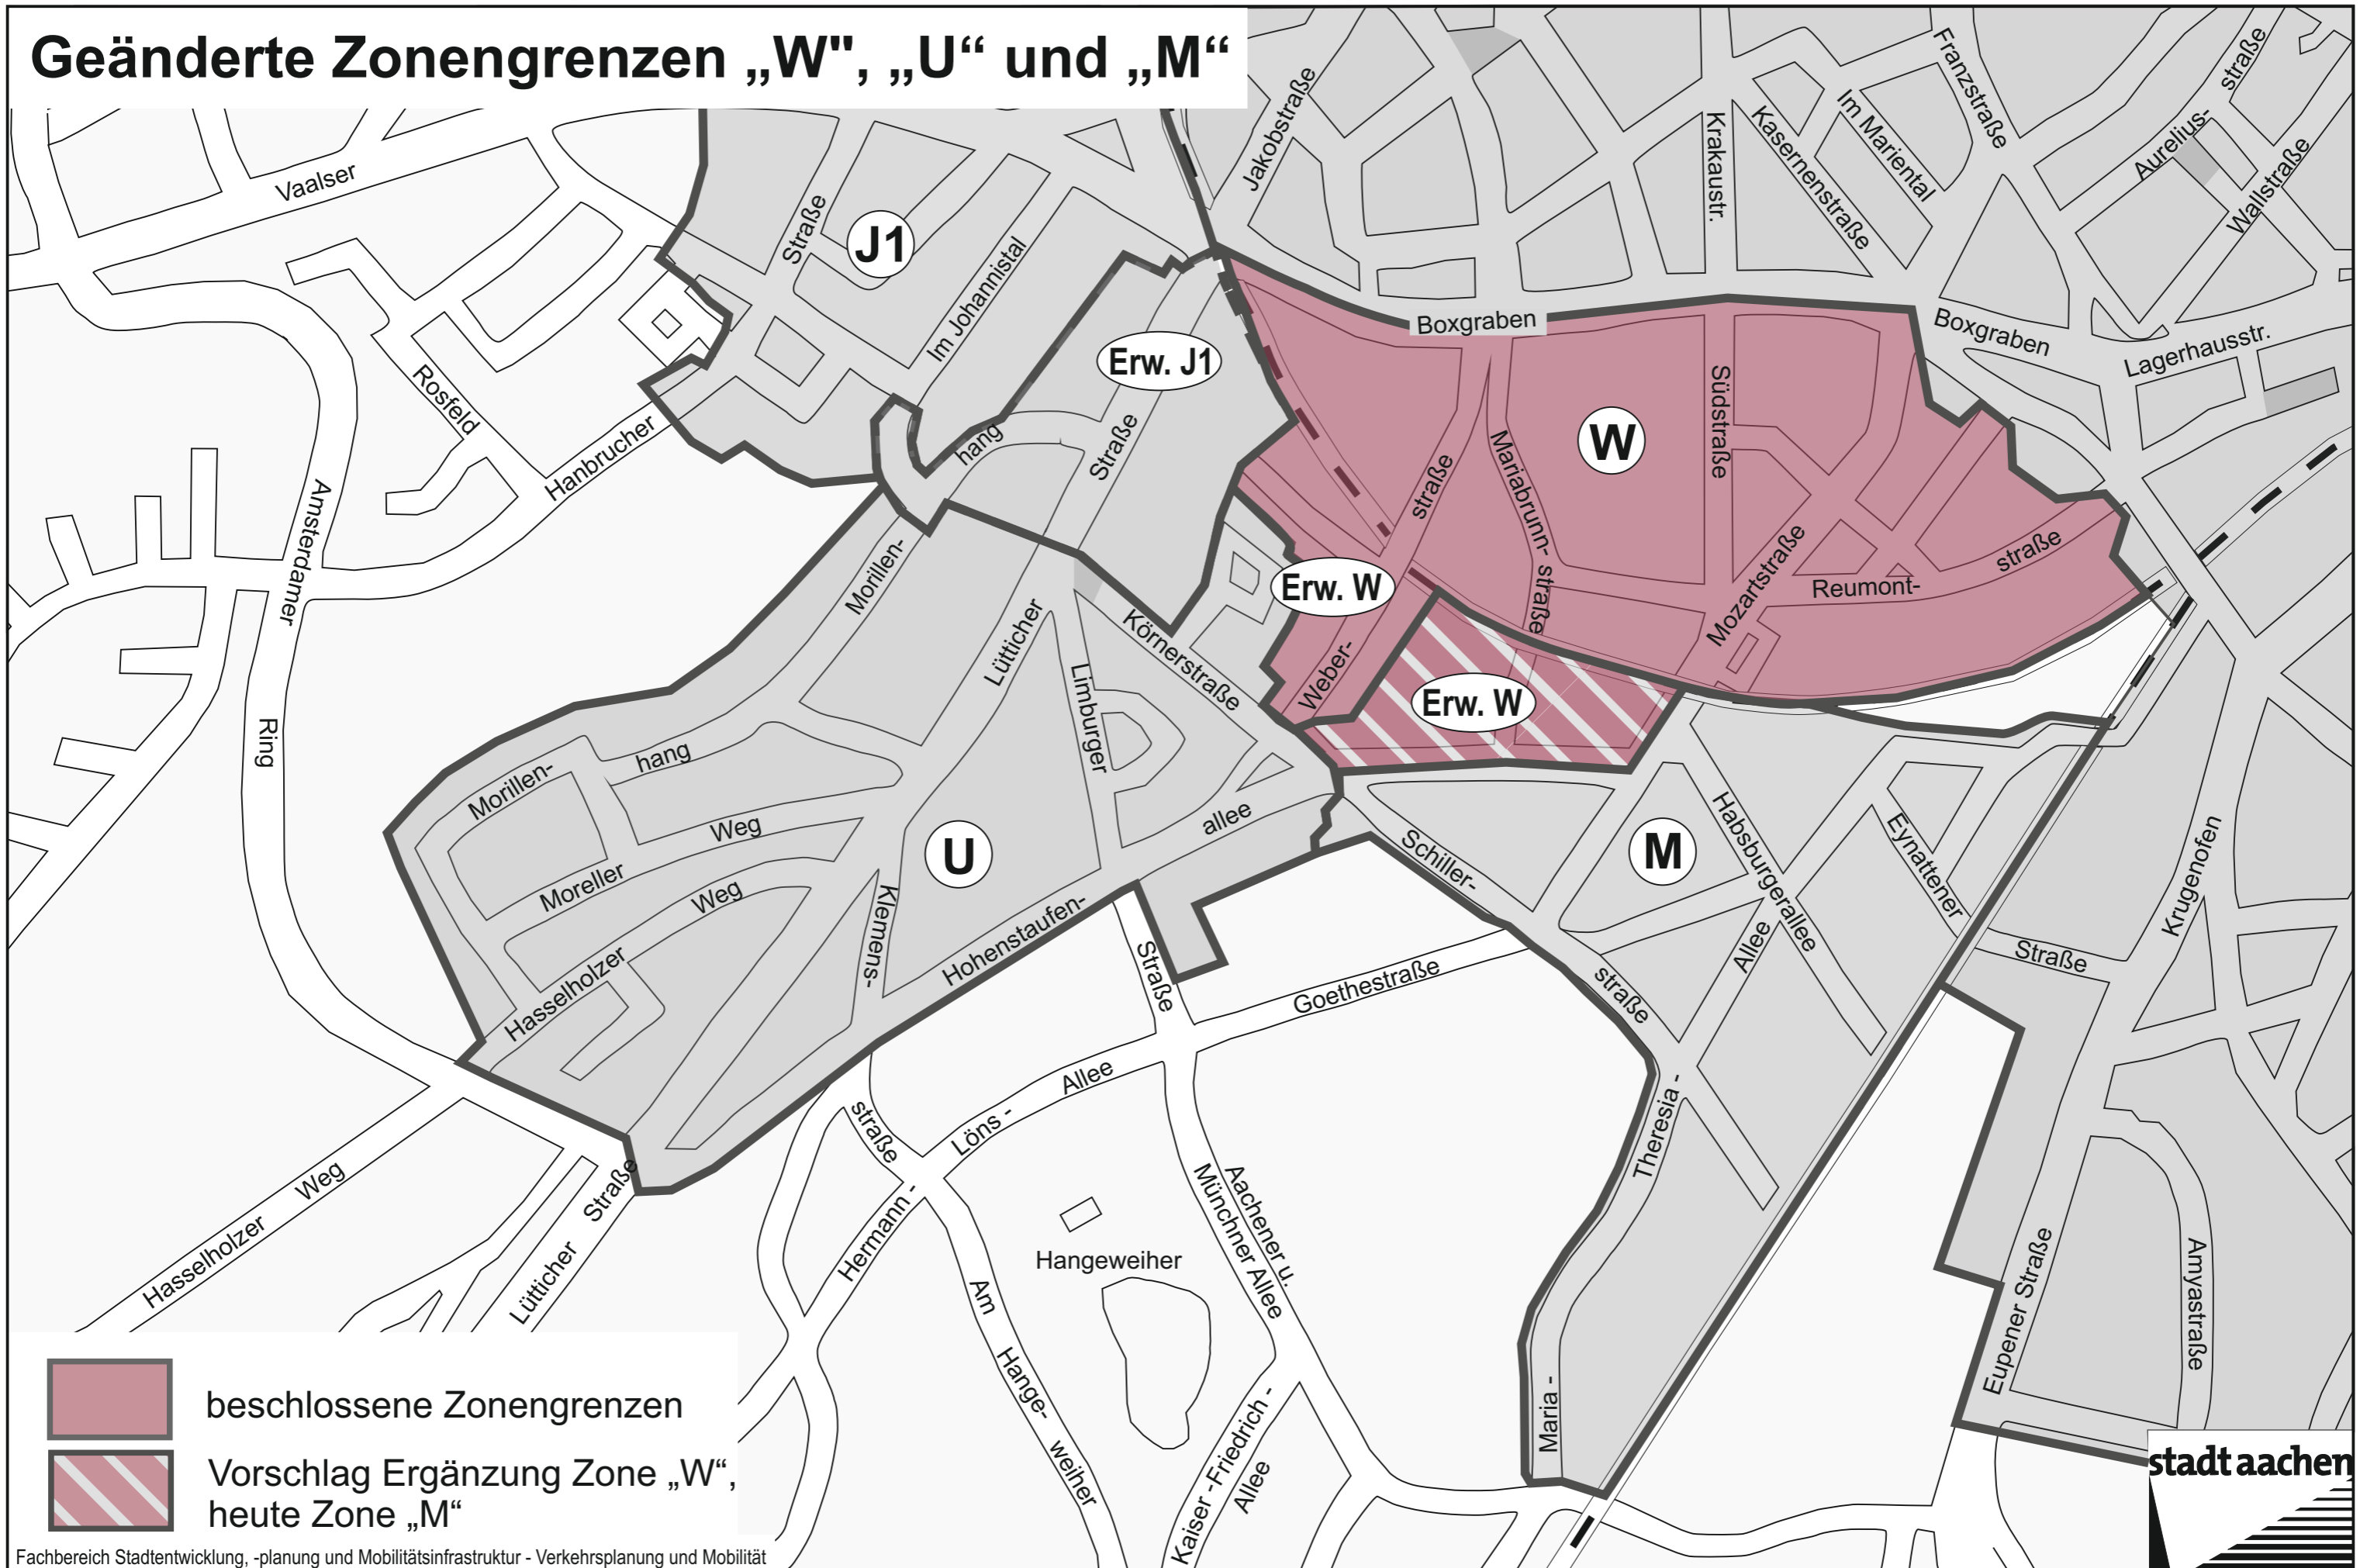 Geänderte Zonengrenzen „W", „U“ und „M“
Vaalser
Straße
J1
Im Johannistal
Jakobstraße
Krakaustr.
Kasernenstraße
Im Mariental
Franzstraße
Aurelius-
straße
Wallstraße
Boxgraben
Boxgraben
Lagerhausstr.
Rosfeld
Hanbrucher
Amsterdamer
Ring
Erw. J1
hang
Straße
W
Südstraße
straße
Mariabrunn-
straße
Mozartstraße
Reumont-
straße
Erw. W
Weber-
Erw. W
Morillen-
Lütticher
Körnerstraße
Limburger
hang
Morillen-
Weg
Moreller
Weg
Hasselholzer
Klemens-
U
allee
Hohenstaufen-
Straße
Goethestraße
Schiller-
straße
M
Habsburgerallee
Allee
Eynattener
Straße
Krugenofen
Theresia -
Maria -
Eupener Straße
Amyastraße
Hasselholzer
Weg
Lütticher
Straße
straße
Hermann -
Löns -
Allee
Am
Hange-
weiher
Hangeweiher
Aachener u.
Münchner Allee
Kaiser -Friedrich -
Allee
beschlossene Zonengrenzen
Vorschlag Ergänzung Zone „W“,
heute Zone „M“
Fachbereich Stadtentwicklung, -planung und Mobilitätsinfrastruktur - Verkehrsplanung und Mobilität
stadt aachen